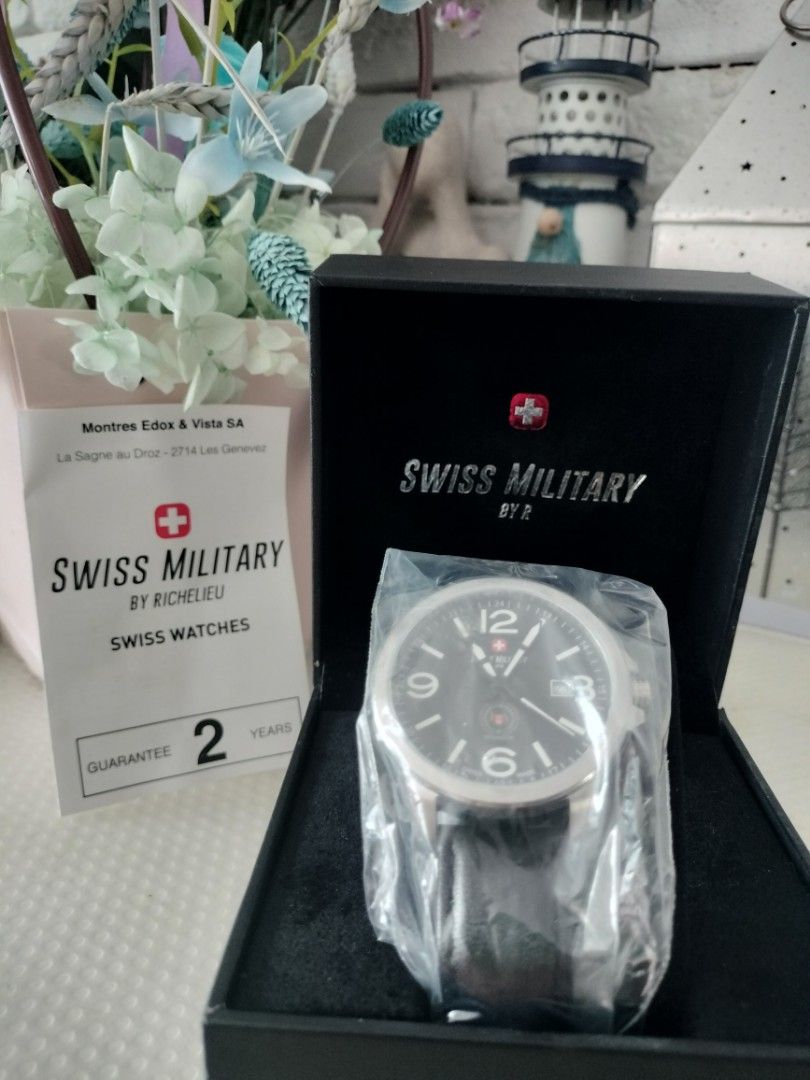 Montres Edox & Vista SA
La Sagne au Droz - 2714 Les Genevez
SWISS MILITARY
BY RICHELIEU
SWISS WATCHES
GUARANTEE 2 YEARS
SWISS MILITARY
BY R
12
9
3
6